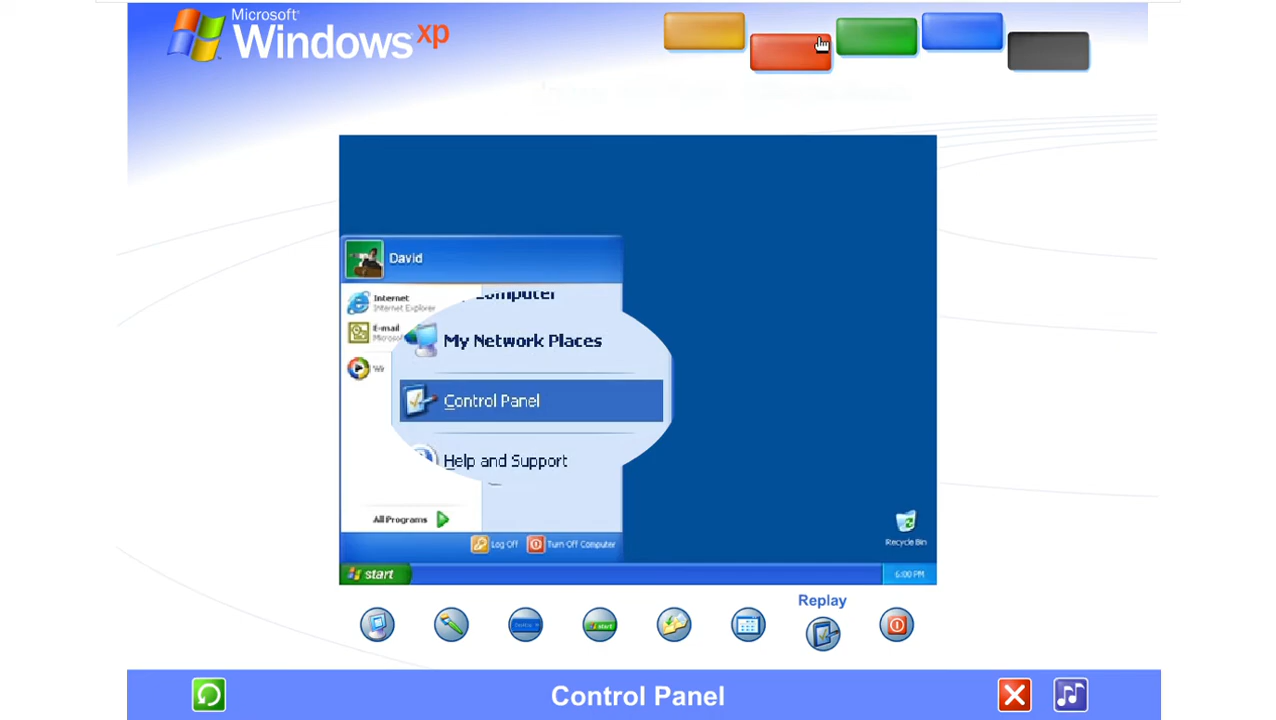 Microsoft®
Windows xp
David
Internet
Internet Explorer
E-mail
My Network Places
Control Panel
Help and Support
All Programs
Log Off
Turn Off Computer
Recycle Bin
start
6:00 PM
start
Replay
Control Panel